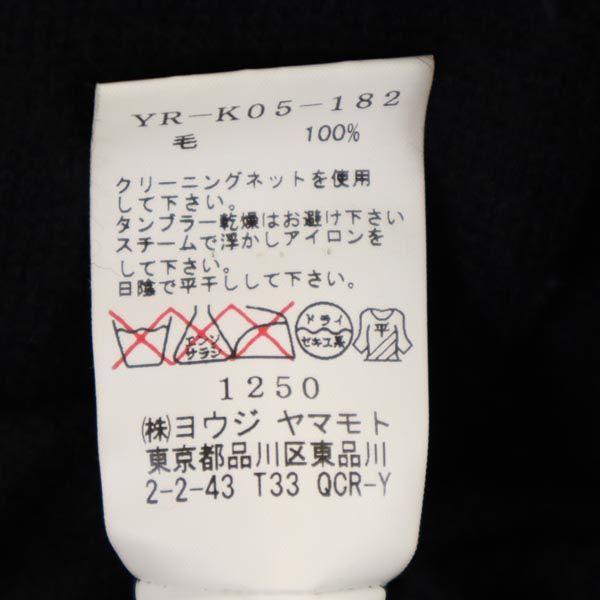 YR-K05-182
毛 100%
クリーニングネットを使用
して下さい。
タンブラー乾燥はお避け下さい
スチームで浮かしアイロンを
して下さい。
日陰で平干しして下さい。
エンソ
サラシ
ドライ
セキユ系
平
1250
㈱ヨウジ ヤマモト
東京都品川区東品川
2-2-43 T33 QCR-Y